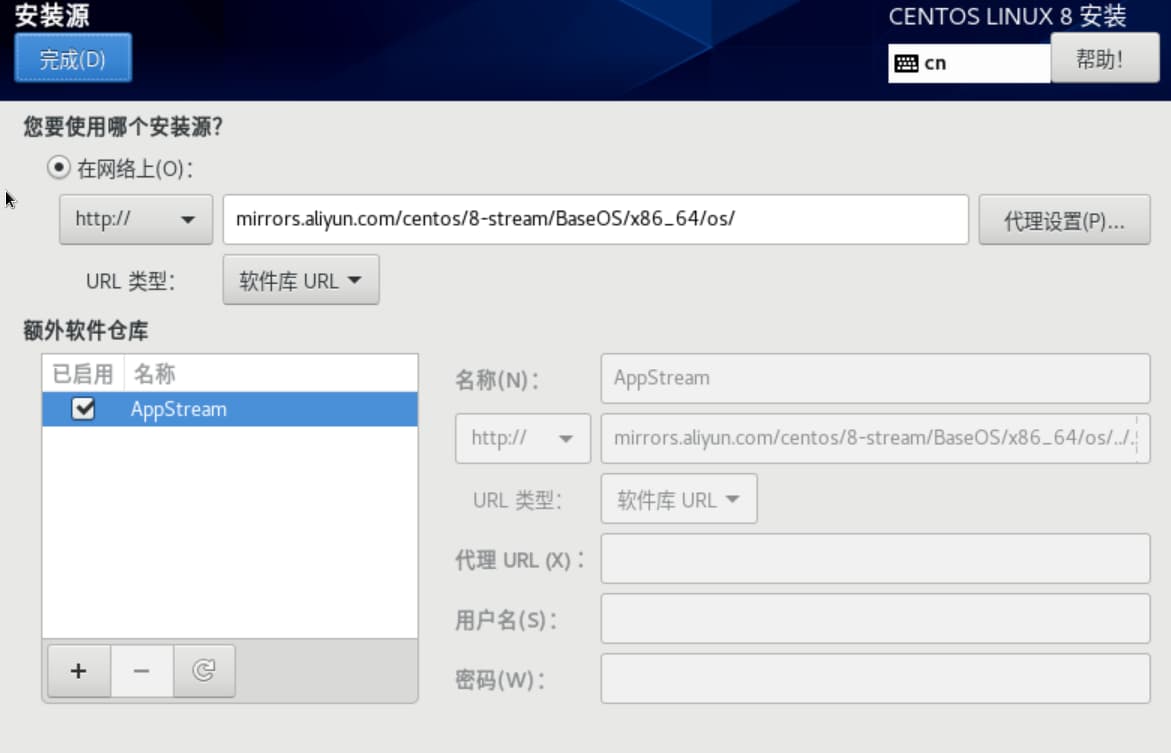 安装源
CENTOS LINUX 8 安装
完成(D)
cn
帮助!
您要使用哪个安装源?
在网络上(O):
http://
mirrors.aliyun.com/centos/8-stream/BaseOS/x86_64/os/
代理设置(P)...
URL 类型:
软件库 URL
额外软件仓库
已启用
名称
AppStream
名称(N):
AppStream
http://
mirrors.aliyun.com/centos/8-stream/BaseOS/x86_64/os/../.
URL 类型:
软件库 URL
代理 URL (X):
用户名(S):
密码(W):